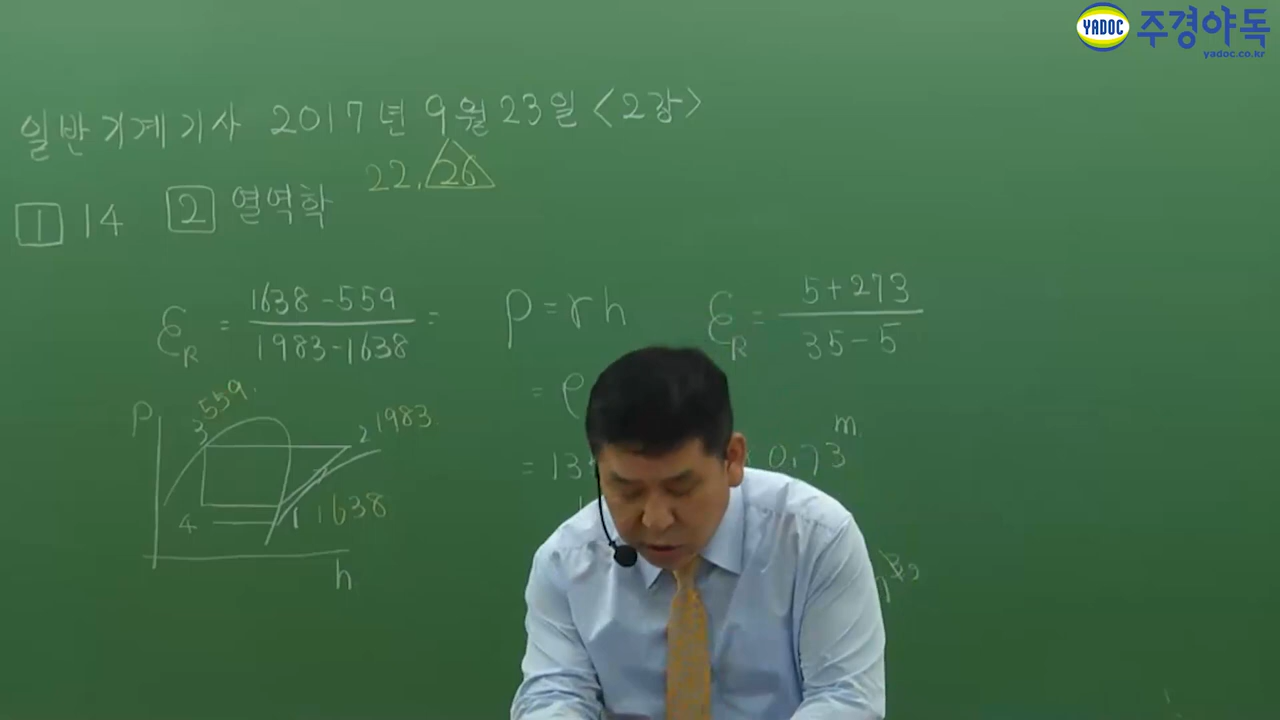 YADOC 주경야독
yadoc.co.kr
일반기계기사 2017년 9월 23일 <2강>
22. 26
1 14 2 열역학
ε_R = 1638-559 / 1983-1638 =
P = γh
ε_R = 5+273 / 35-5
= ρ
= 13 0.73 m
P
3 559
2 1983
4
1 1638
h